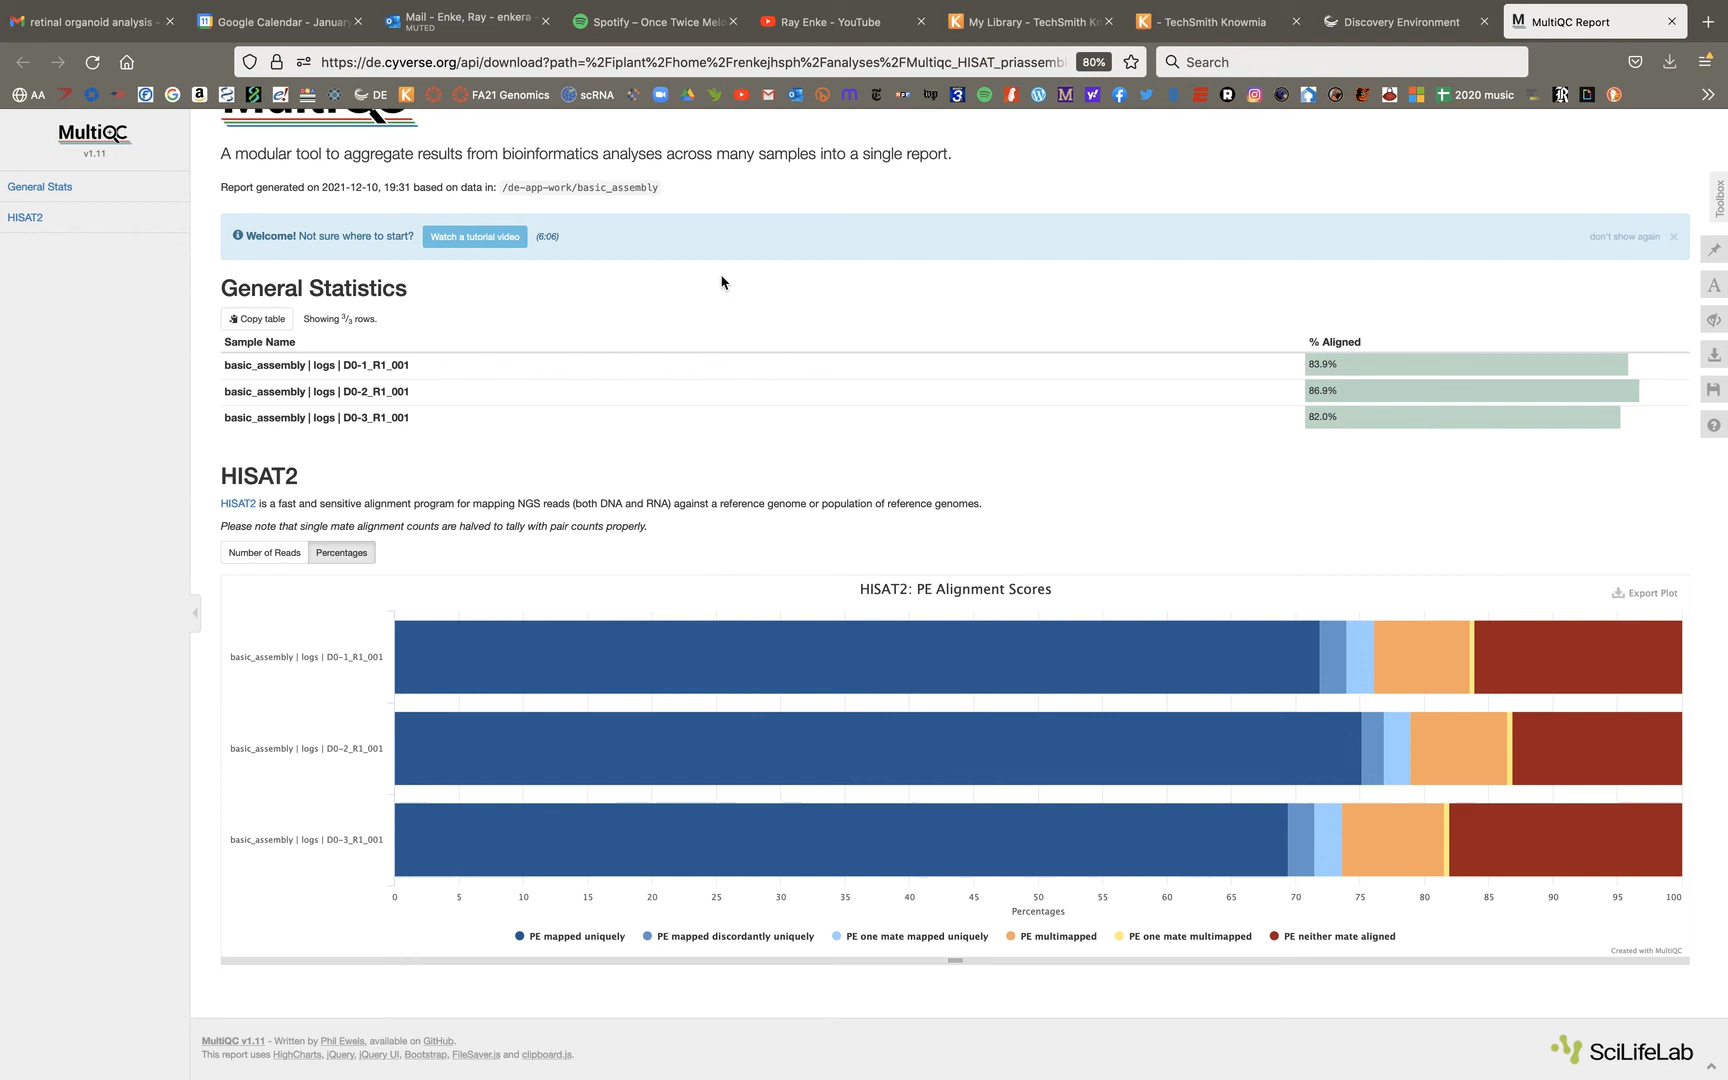 retinal organoid analysis -
Google Calendar - January
Mail - Enke, Ray - enkera
MUTED
Spotify – Once Twice Melo
Ray Enke - YouTube
My Library - TechSmith Kn
- TechSmith Knowmia
Discovery Environment
M MultiQC Report
https://de.cyverse.org/api/download?path=%2Fiplant%2Fhome%2Frenkejhsph%2Fanalyses%2FMultiqc_HISAT_priassembl
80%
Search
AA
DE
FA21 Genomics
scRNA
2020 music
MultiQC
v1.11
General Stats
HISAT2
A modular tool to aggregate results from bioinformatics analyses across many samples into a single report.
Report generated on 2021-12-10, 19:31 based on data in: /de-app-work/basic_assembly
Welcome! Not sure where to start? Watch a tutorial video (6:06)
don't show again ×
Toolbox
General Statistics
Copy table Showing 3/3 rows.
Sample Name % Aligned
basic_assembly | logs | D0-1_R1_001 83.9%
basic_assembly | logs | D0-2_R1_001 86.9%
basic_assembly | logs | D0-3_R1_001 82.0%
HISAT2
HISAT2 is a fast and sensitive alignment program for mapping NGS reads (both DNA and RNA) against a reference genome or population of reference genomes.
Please note that single mate alignment counts are halved to tally with pair counts properly.
Number of Reads Percentages
HISAT2: PE Alignment Scores
Export Plot
basic_assembly | logs | D0-1_R1_001
basic_assembly | logs | D0-2_R1_001
basic_assembly | logs | D0-3_R1_001
0 5 10 15 20 25 30 35 40 45 50 55 60 65 70 75 80 85 90 95 100
Percentages
PE mapped uniquely PE mapped discordantly uniquely PE one mate mapped uniquely PE multimapped PE one mate multimapped PE neither mate aligned
Created with MultiQC
MultiQC v1.11 - Written by Phil Ewels, available on GitHub.
This report uses HighCharts, jQuery, jQuery UI, Bootstrap, FileSaver.js and clipboard.js.
SciLifeLab